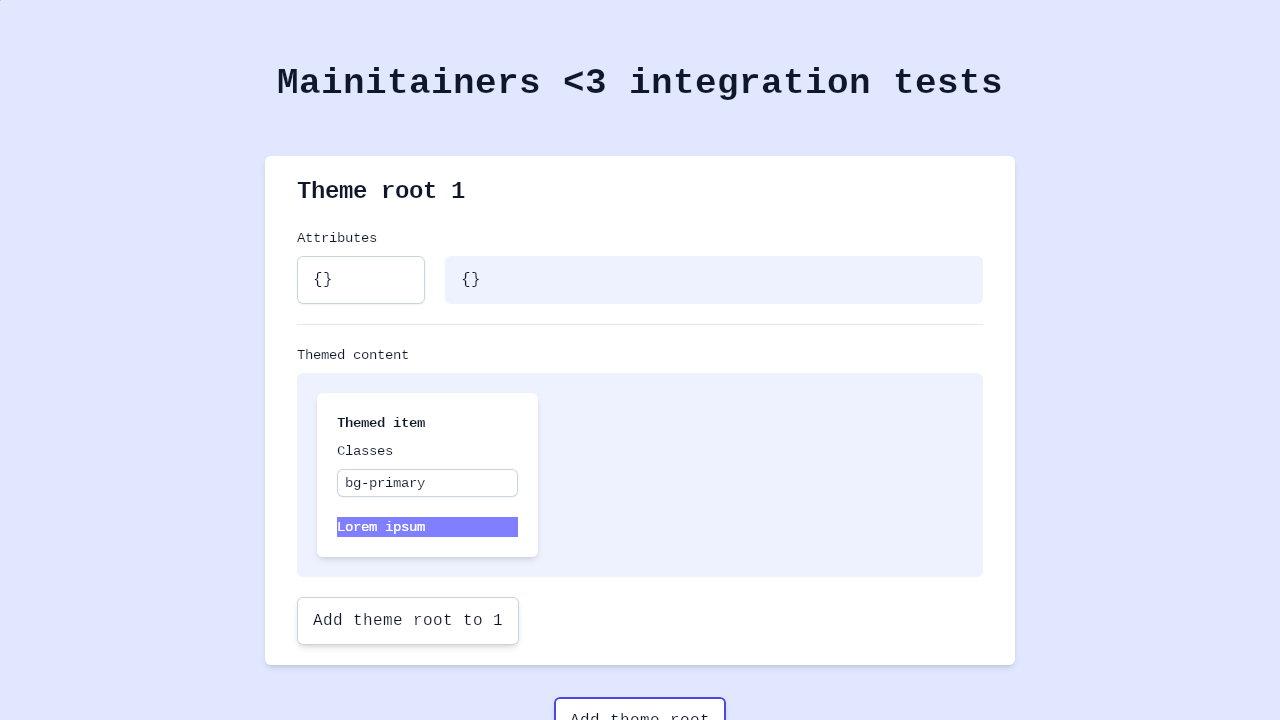 Mainitainers <3 integration tests
Theme root 1
Attributes
{} {}
Themed content
Themed item
Classes
bg-primary
Lorem ipsum
Add theme root to 1
Add theme root